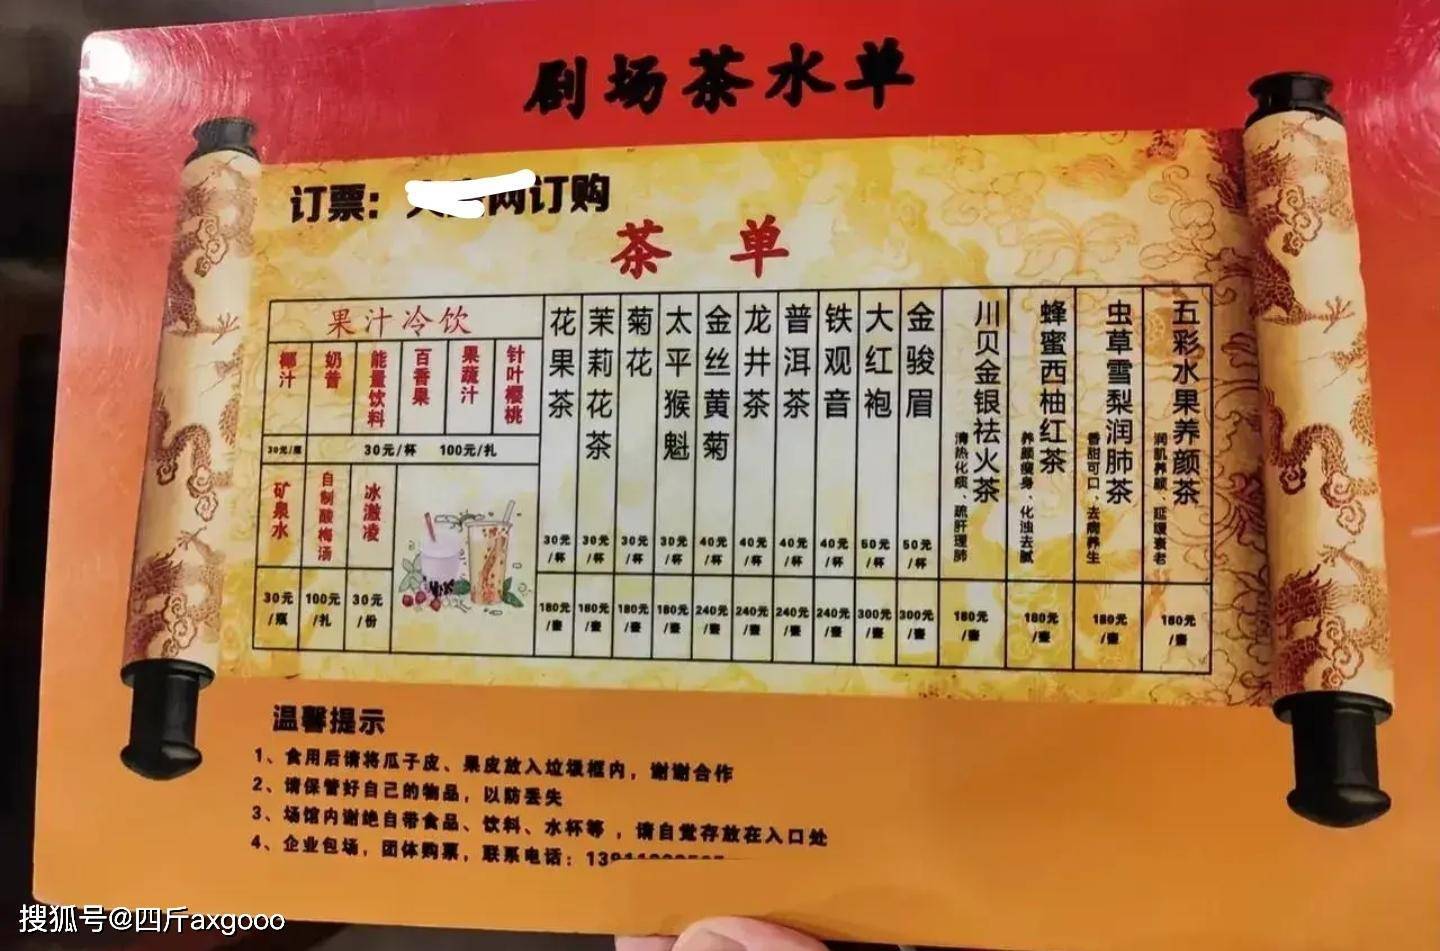 剧场茶水单
订票：
网订购
茶单
果汁冷饮
椰汁
奶昔
能量饮料
百香果
果蔬汁
针叶樱桃
30元/瓶
30元/杯 100元/扎
矿泉水
自制酸梅汤
冰激凌
30元/瓶
100元/扎
30元/份
花果茶
30元/杯
180元/壶
茉莉花茶
30元/杯
180元/壶
菊花
30元/杯
180元/壶
太平猴魁
30元/杯
180元/壶
金丝黄菊
40元/杯
240元/壶
龙井茶
40元/杯
240元/壶
普洱茶
40元/杯
240元/壶
铁观音
40元/杯
240元/壶
大红袍
50元/杯
300元/壶
金骏眉
50元/杯
300元/壶
川贝金银祛火茶
清热化痰、疏肝理肺
180元/壶
蜂蜜西柚红茶
养颜瘦身、化浊去腻
180元/壶
虫草雪梨润肺茶
香甜可口、去病养生
180元/壶
五彩水果养颜茶
润肌养颜、延缓衰老
180元/壶
温馨提示
1、食用后请将瓜子皮、果皮放入垃圾框内，谢谢合作
2、请保管好自己的物品，以防丢失
3、场馆内谢绝自带食品、饮料、水杯等，请自觉存放在入口处
4、企业包场，团体购票，联系电话：
搜狐号@四斤axgooo